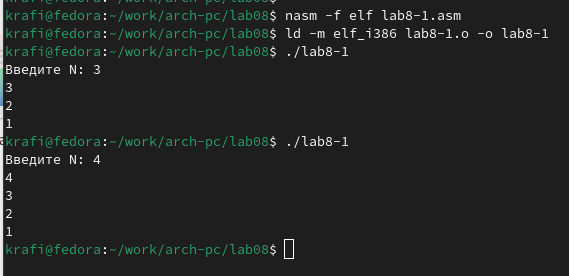 krafi@fedora:~/work/arch-pc/lab08$ nasm -f elf lab8-1.asm
krafi@fedora:~/work/arch-pc/lab08$ ld -m elf_i386 lab8-1.o -o lab8-1
krafi@fedora:~/work/arch-pc/lab08$ ./lab8-1
Введите N: 3
3
2
1
krafi@fedora:~/work/arch-pc/lab08$ ./lab8-1
Введите N: 4
4
3
2
1
krafi@fedora:~/work/arch-pc/lab08$